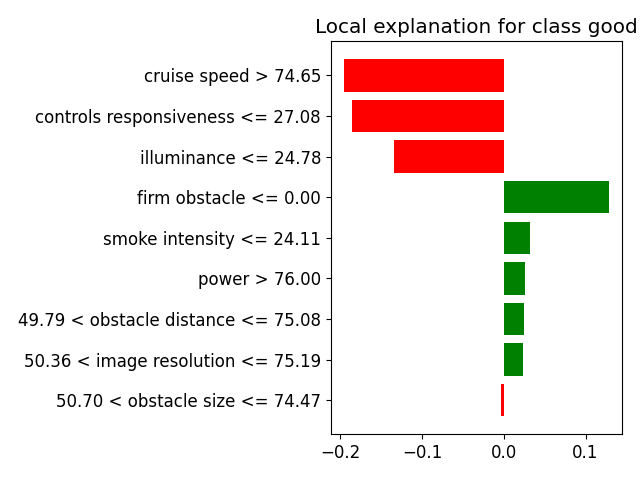 Local explanation for class good
cruise speed > 74.65
controls responsiveness <= 27.08
illuminance <= 24.78
firm obstacle <= 0.00
smoke intensity <= 24.11
power > 76.00
49.79 < obstacle distance <= 75.08
50.36 < image resolution <= 75.19
50.70 < obstacle size <= 74.47
−0.2 −0.1 0.0 0.1